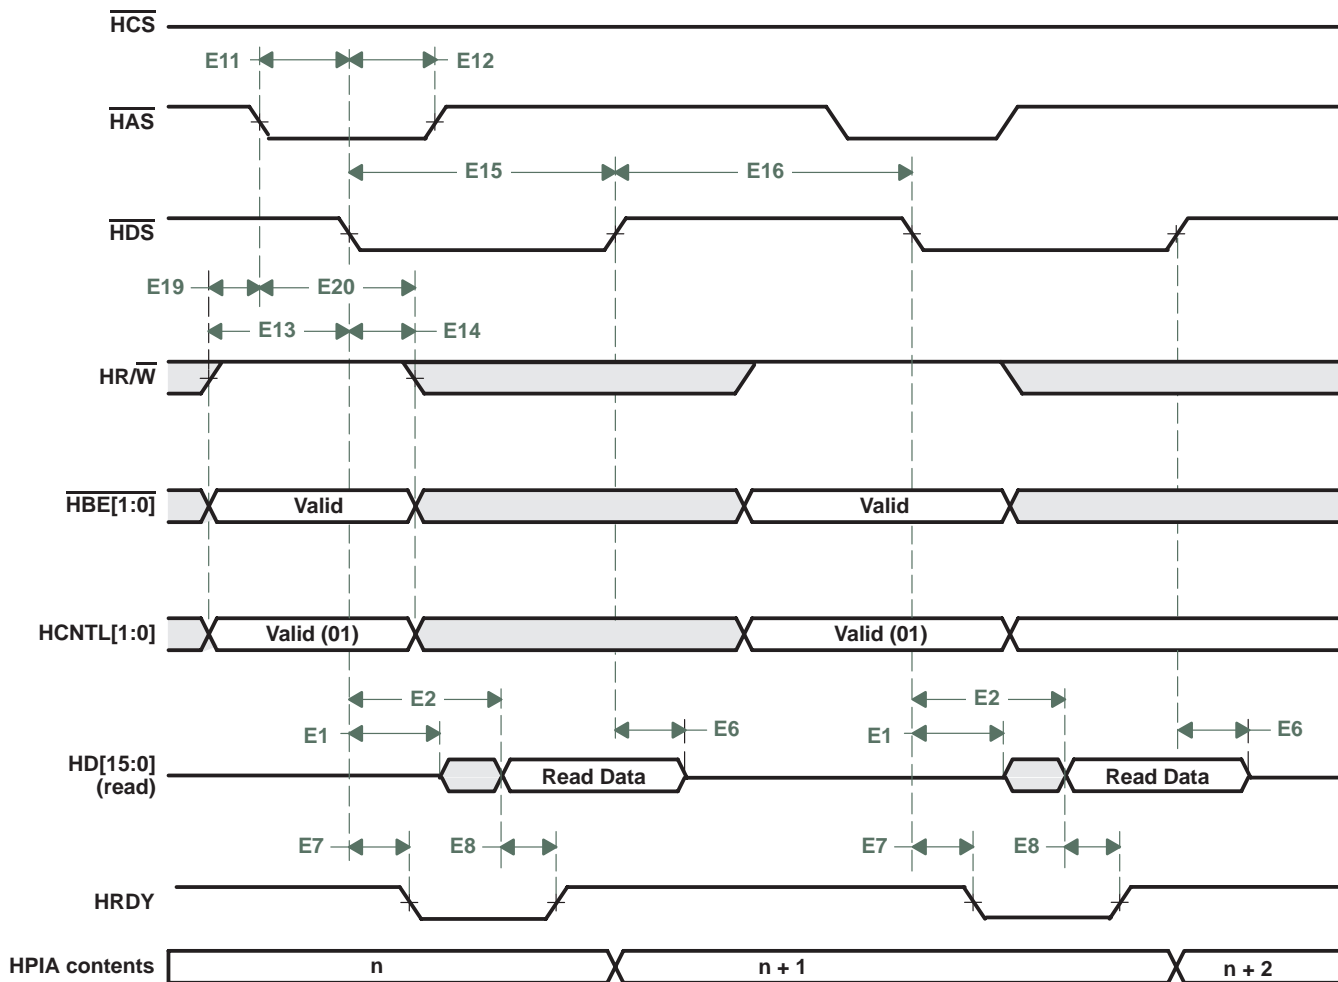 HCS
E11 E12
HAS
E15 E16
HDS
E19 E20
E13 E14
HR/W
HBE[1:0] Valid Valid
HCNTL[1:0] Valid (01) Valid (01)
E2 E2
E1 E6 E1 E6
HD[15:0] Read Data Read Data
(read)
E7 E8 E7 E8
HRDY
HPIA contents n n + 1 n + 2